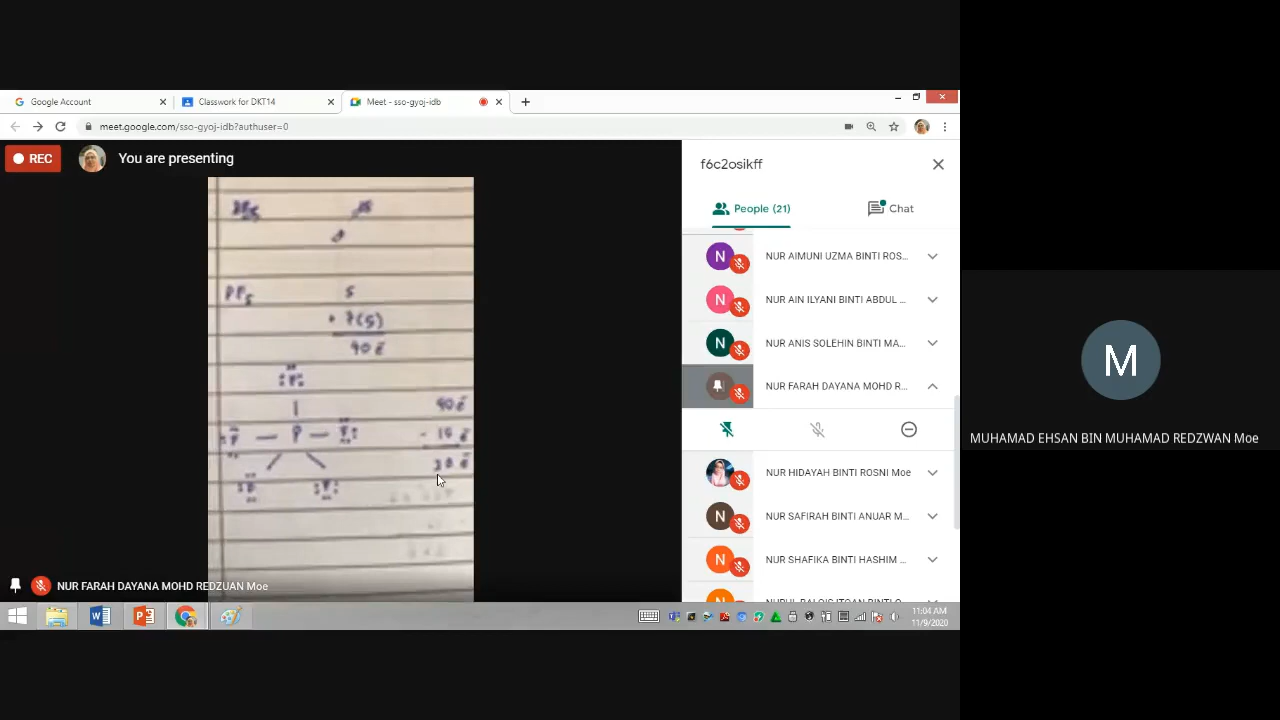 Google Account
Classwork for DKT14
Meet - sso-gyoj-idb
meet.google.com/sso-gyoj-idb?authuser=0
REC
You are presenting
f6c2osikff
People (21)
Chat
NUR AIMUNI UZMA BINTI ROS...
NUR AIN ILYANI BINTI ABDUL ...
NUR ANIS SOLEHIN BINTI MA...
NUR FARAH DAYANA MOHD R...
NUR HIDAYAH BINTI ROSNI Moe
NUR SAFIRAH BINTI ANUAR M...
NUR SHAFIKA BINTI HASHIM ...
PF5 5
+ 7(5)
40 ē
40 ē
- 10 ē
30 ē
F
F — P — F
F F
NUR FARAH DAYANA MOHD REDZUAN Moe
11:04 AM
11/9/2020
N
N
N
N
N
M
MUHAMAD EHSAN BIN MUHAMAD REDZWAN Moe